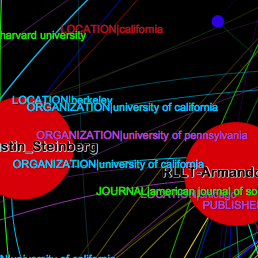 LOCATION|california
harvard university
LOCATION|berkeley
ORGANIZATION|university of california
ORGANIZATION|university of pennsylvania
stin_Steinberg
ORGANIZATION|university of california
RLLT-Armando
JOURNAL|american journal of so
PUBLISHER